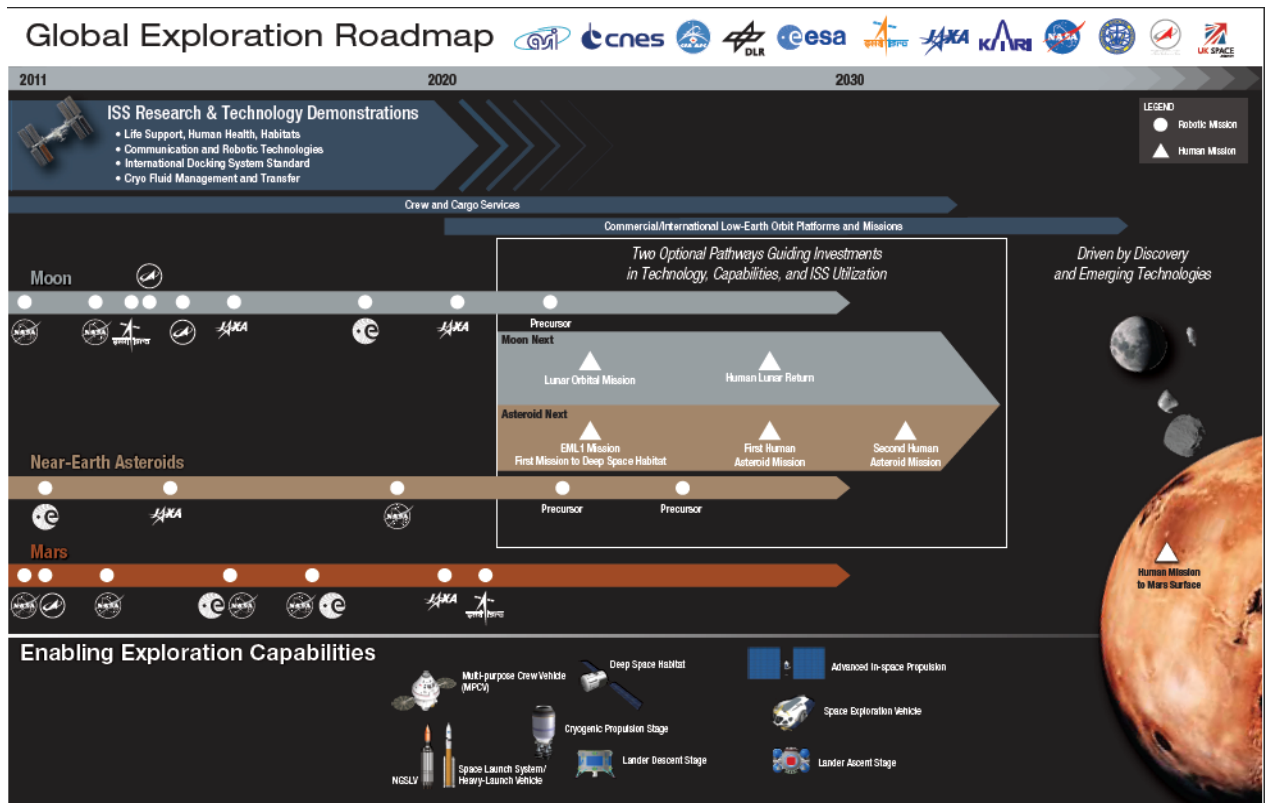 Global Exploration Roadmap
asi
cnes
DLR
esa
इसरो isro
JAXA
KARI
NASA
UK SPACE
2011
2020
2030
ISS Research & Technology Demonstrations
• Life Support, Human Health, Habitats
• Communication and Robotic Technologies
• International Docking System Standard
• Cryo Fluid Management and Transfer
LEGEND
Robotic Mission
Human Mission
Crew and Cargo Services
Commercial/International Low-Earth Orbit Platforms and Missions
Two Optional Pathways Guiding Investments
in Technology, Capabilities, and ISS Utilization
Driven by Discovery
and Emerging Technologies
Moon
NASA
NASA
इसरो isro
JAXA
e
JAXA
Precursor
Moon Next
Lunar Orbital Mission
Human Lunar Return
Asteroid Next
EML1 Mission
First Mission to Deep Space Habitat
First Human
Asteroid Mission
Second Human
Asteroid Mission
Near-Earth Asteroids
e
JAXA
NASA
Precursor
Precursor
Mars
NASA
NASA
e NASA
NASA e
JAXA
इसरो isro
Human Mission
to Mars Surface
Enabling Exploration Capabilities
Multi-purpose Crew Vehicle
(MPCV)
Deep Space Habitat
Advanced In-space Propulsion
Cryogenic Propulsion Stage
Space Exploration Vehicle
NGSLV
Space Launch System/
Heavy-Launch Vehicle
Lander Descent Stage
Lander Ascent Stage